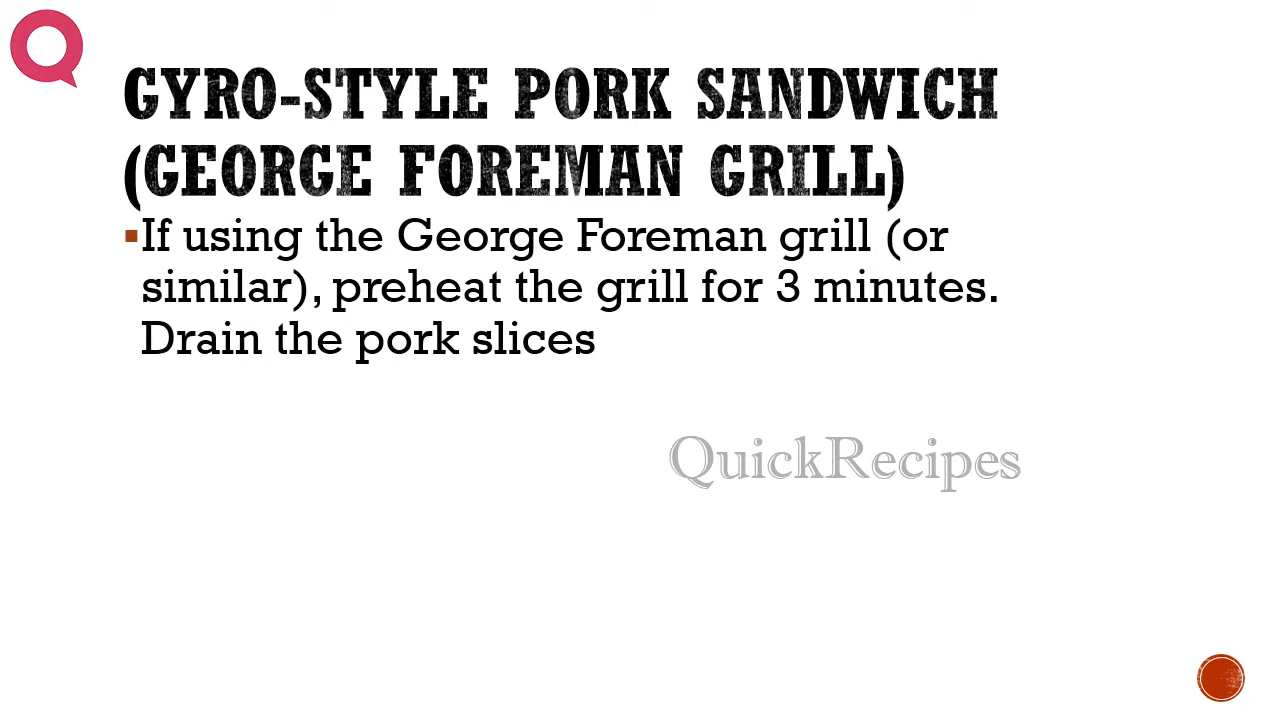 GYRO-STYLE PORK SANDWICH
(GEORGE FOREMAN GRILL)
If using the George Foreman grill (or
similar), preheat the grill for 3 minutes.
Drain the pork slices
QuickRecipes